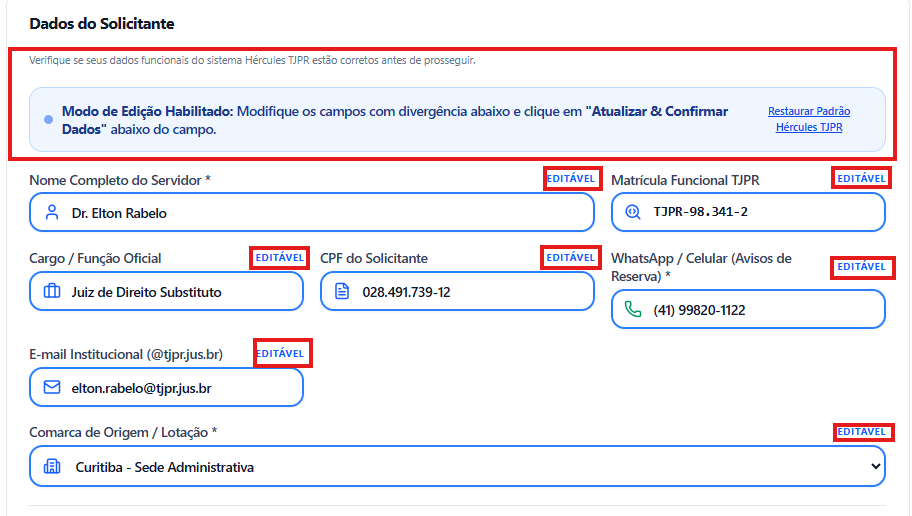 Dados do Solicitante
Verifique se seus dados funcionais do sistema Hércules TJPR estão corretos antes de prosseguir.
Modo de Edição Habilitado: Modifique os campos com divergência abaixo e clique em "Atualizar & Confirmar
Dados" abaixo do campo.
Restaurar Padrão
Hércules TJPR
Nome Completo do Servidor *
EDITÁVEL
Dr. Elton Rabelo
Matrícula Funcional TJPR
EDITÁVEL
TJPR-98.341-2
Cargo / Função Oficial
EDITÁVEL
Juiz de Direito Substituto
CPF do Solicitante
EDITÁVEL
028.491.739-12
WhatsApp / Celular (Avisos de
Reserva) *
EDITÁVEL
(41) 99820-1122
E-mail Institucional (@tjpr.jus.br)
EDITÁVEL
elton.rabelo@tjpr.jus.br
Comarca de Origem / Lotação *
EDITÁVEL
Curitiba - Sede Administrativa